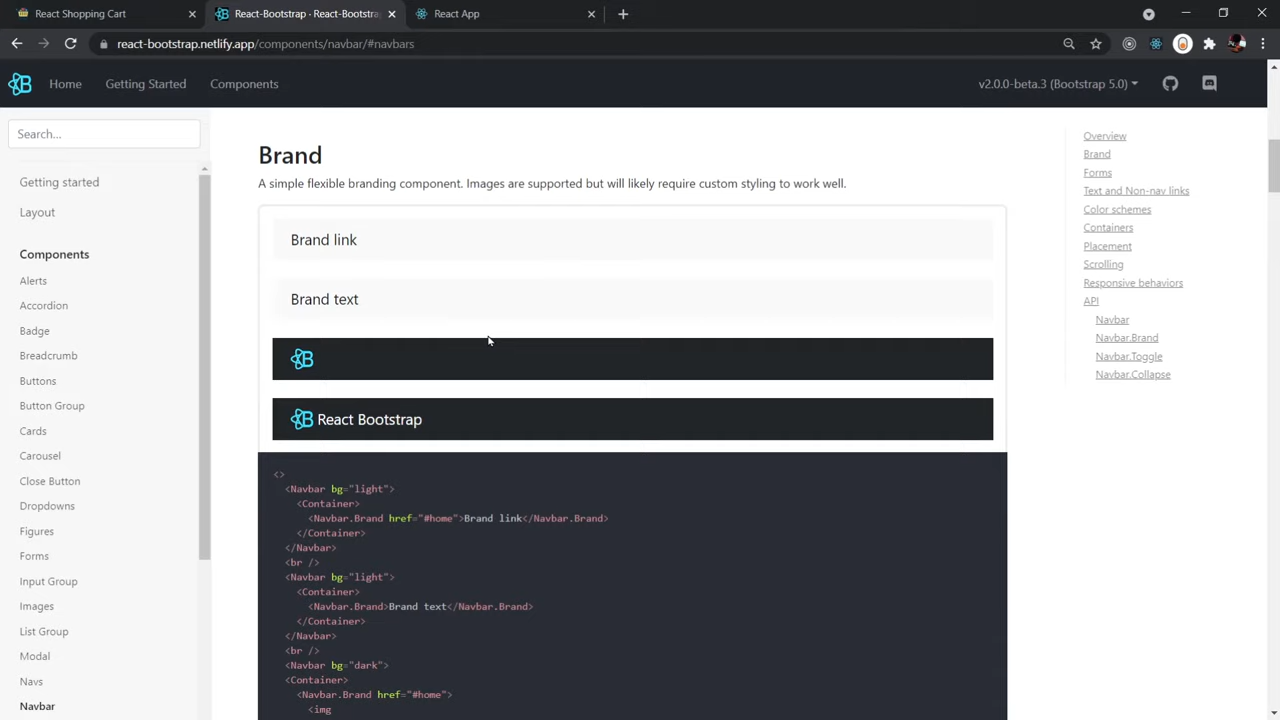 React Shopping Cart
React-Bootstrap · React-Bootstra
React App
react-bootstrap.netlify.app/components/navbar/#navbars
Home
Getting Started
Components
v2.0.0-beta.3 (Bootstrap 5.0)
Search...
Getting started
Layout
Components
Alerts
Accordion
Badge
Breadcrumb
Buttons
Button Group
Cards
Carousel
Close Button
Dropdowns
Figures
Forms
Input Group
Images
List Group
Modal
Navs
Navbar
Brand
A simple flexible branding component. Images are supported but will likely require custom styling to work well.
Brand link
Brand text
React Bootstrap
<>
<Navbar bg="light">
<Container>
<Navbar.Brand href="#home">Brand link</Navbar.Brand>
</Container>
</Navbar>
<br />
<Navbar bg="light">
<Container>
<Navbar.Brand>Brand text</Navbar.Brand>
</Container>
</Navbar>
<br />
<Navbar bg="dark">
<Container>
<Navbar.Brand href="#home">
<img
Overview
Brand
Forms
Text and Non-nav links
Color schemes
Containers
Placement
Scrolling
Responsive behaviors
API
Navbar
Navbar.Brand
Navbar.Toggle
Navbar.Collapse